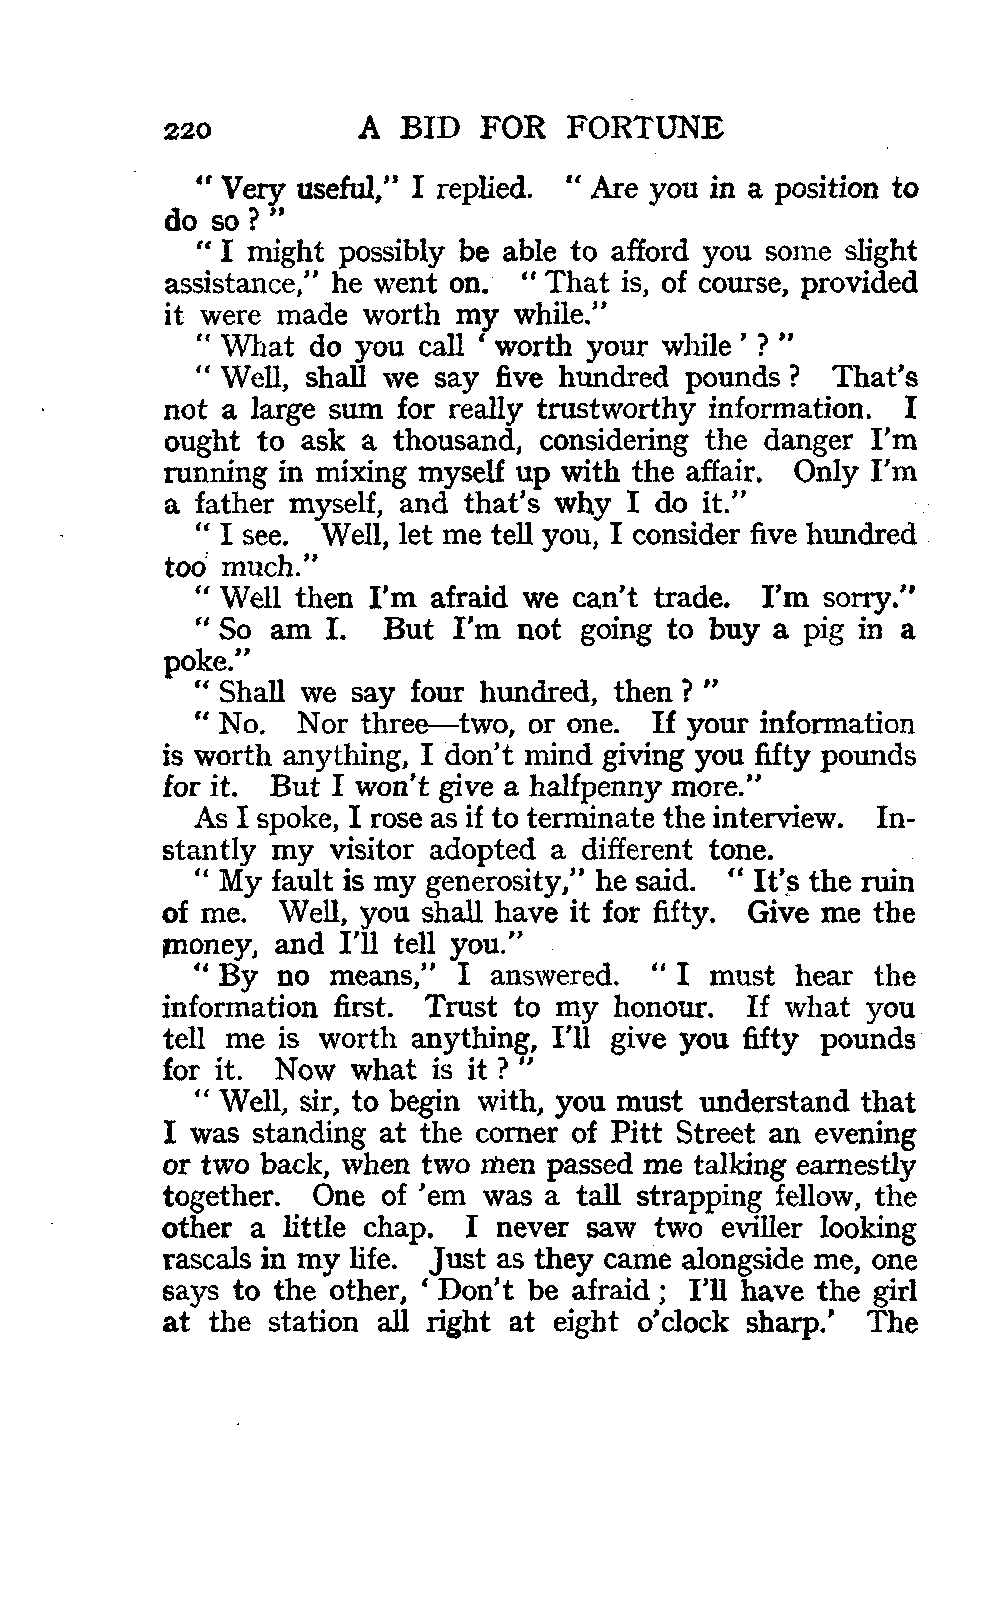 220 A BID FOR FORTUNE
“ Very useful,” I replied. “ Are you in a position to
do so ? ”
“ I might possibly be able to afford you some slight
assistance,” he went on. “ That is, of course, provided
it were made worth my while.”
“ What do you call ‘ worth your while ’ ? ”
“ Well, shall we say five hundred pounds ? That’s
not a large sum for really trustworthy information. I
ought to ask a thousand, considering the danger I’m
running in mixing myself up with the affair. Only I’m
a father myself, and that’s why I do it.”
“ I see. Well, let me tell you, I consider five hundred
too much.”
“ Well then I’m afraid we can’t trade. I’m sorry.”
“ So am I. But I’m not going to buy a pig in a
poke.”
“ Shall we say four hundred, then ? ”
“ No. Nor three—two, or one. If your information
is worth anything, I don’t mind giving you fifty pounds
for it. But I won’t give a halfpenny more.”
As I spoke, I rose as if to terminate the interview. In-
stantly my visitor adopted a different tone.
“ My fault is my generosity,” he said. “ It’s the ruin
of me. Well, you shall have it for fifty. Give me the
money, and I’ll tell you.”
“ By no means,” I answered. “ I must hear the
information first. Trust to my honour. If what you
tell me is worth anything, I’ll give you fifty pounds
for it. Now what is it ? ”
“ Well, sir, to begin with, you must understand that
I was standing at the corner of Pitt Street an evening
or two back, when two men passed me talking earnestly
together. One of ’em was a tall strapping fellow, the
other a little chap. I never saw two eviller looking
rascals in my life. Just as they came alongside me, one
says to the other, ‘ Don’t be afraid ; I’ll have the girl
at the station all right at eight o’clock sharp.’ The